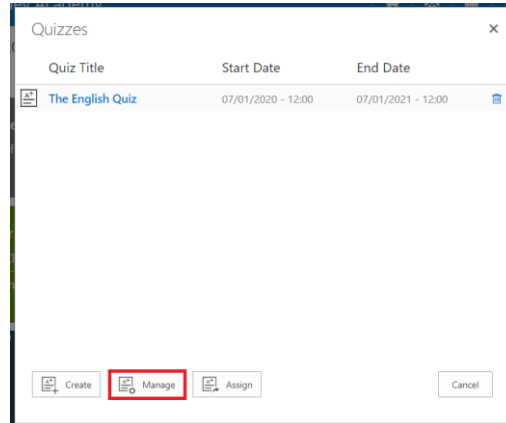 Quizzes
Quiz Title Start Date End Date
The English Quiz 07/01/2020 - 12:00 07/01/2021 - 12:00
Create Manage Assign Cancel